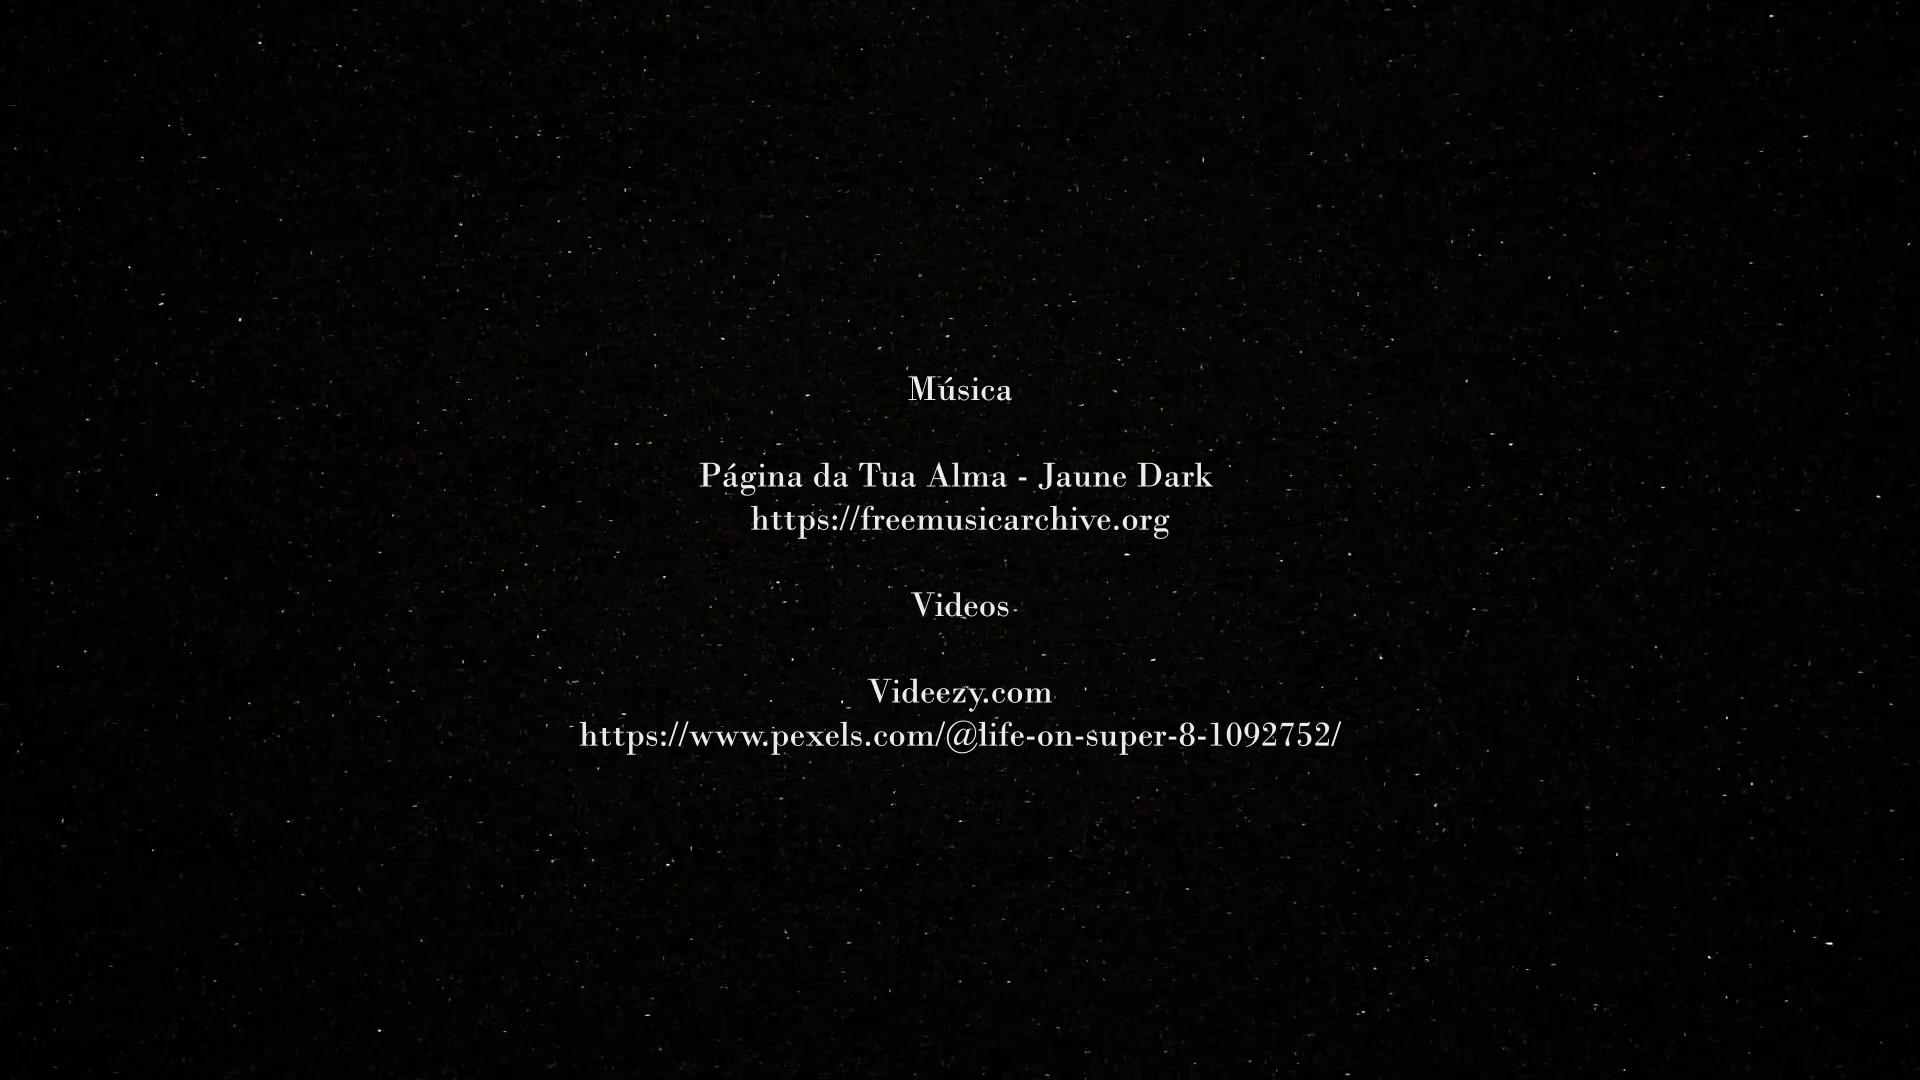 Música
Página da Tua Alma - Jaune Dark
https://freemusicarchive.org
Videos
Videezy.com
https://www.pexels.com/@life-on-super-8-1092752/